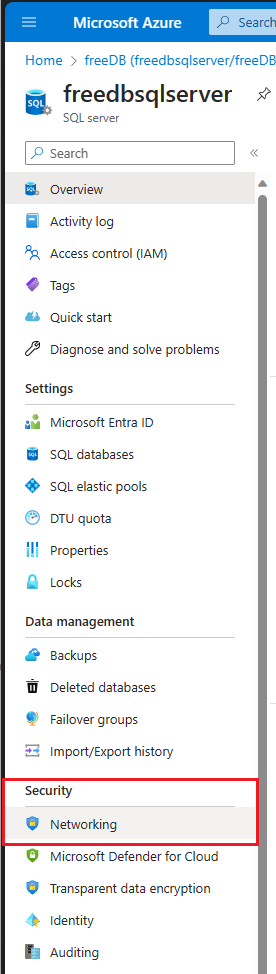 Microsoft Azure
Search
Home > freeDB (freedbsqlserver/freeDB
freedbsqlserver
SQL
SQL server
Search
«
SQL
Overview
Activity log
Access control (IAM)
Tags
Quick start
Diagnose and solve problems
Settings
Microsoft Entra ID
SQL
SQL databases
SQL elastic pools
DTU quota
Properties
Locks
Data management
Backups
Deleted databases
Failover groups
Import/Export history
Security
Networking
Microsoft Defender for Cloud
Transparent data encryption
Identity
Auditing